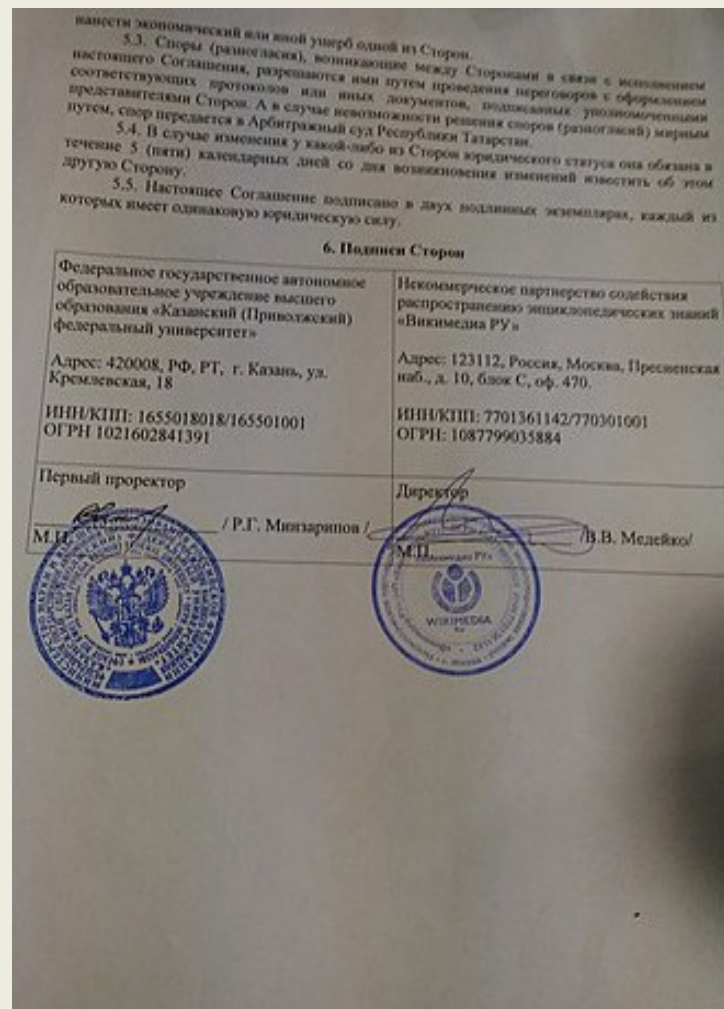 нанести экономический или иной ущерб одной из Сторон.
5.3. Споры (разногласия), возникающие между Сторонами в связи с исполнением
настоящего Соглашения, разрешаются ими путем проведения переговоров с оформлением
соответствующих протоколов или иных документов, подписанных уполномоченными
представителями Сторон. А в случае невозможности решения споров (разногласий) мирным
путем, спор передается в Арбитражный суд Республики Татарстан.
5.4. В случае изменения у какой-либо из Сторон юридического статуса она обязана в
течение 5 (пяти) календарных дней со дня возникновения изменений известить об этом
другую Сторону.
5.5. Настоящее Соглашение подписано в двух подлинных экземплярах, каждый из
которых имеет одинаковую юридическую силу.
6. Подписи Сторон
Федеральное государственное автономное
образовательное учреждение высшего
образования «Казанский (Приволжский)
федеральный университет»
Адрес: 420008, РФ, РТ, г. Казань, ул.
Кремлевская, 18
ИНН/КПП: 1655018018/165501001
ОГРН 1021602841391
Первый проректор
/ Р.Г. Минзарипов /
М.П.
Некоммерческое партнерство содействия
распространению энциклопедических знаний
«Викимедиа РУ»
Адрес: 123112, Россия, Москва, Пресненская
наб., д. 10, блок С, оф. 470.
ИНН/КПП: 7701361142/770301001
ОГРН: 1087799035884
Директор
/В.В. Медейко/
М.П.
«Викимедиа РУ»
WIKIMEDIA
RU